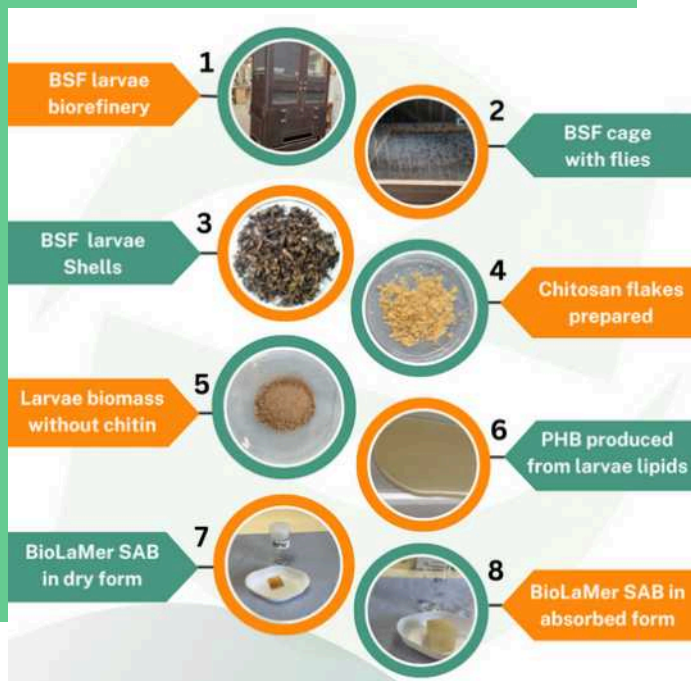 1
BSF larvae
biorefinery
2
BSF cage
with flies
3
BSF larvae
Shells
4
Chitosan flakes
prepared
5
Larvae biomass
without chitin
6
PHB produced
from larvae lipids
7
BioLaMer SAB
in dry form
8
BioLaMer SAB in
absorbed form